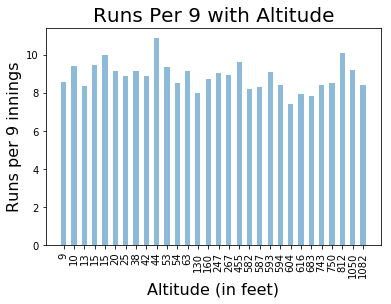 Runs Per 9 with Altitude
Runs per 9 innings
10
8
6
4
2
0
9 10 13 15 15 20 25 38 42 44 53 54 63 130 160 247 267 455 582 587 593 594 604 616 683 743 750 812 1050 1082
Altitude (in feet)